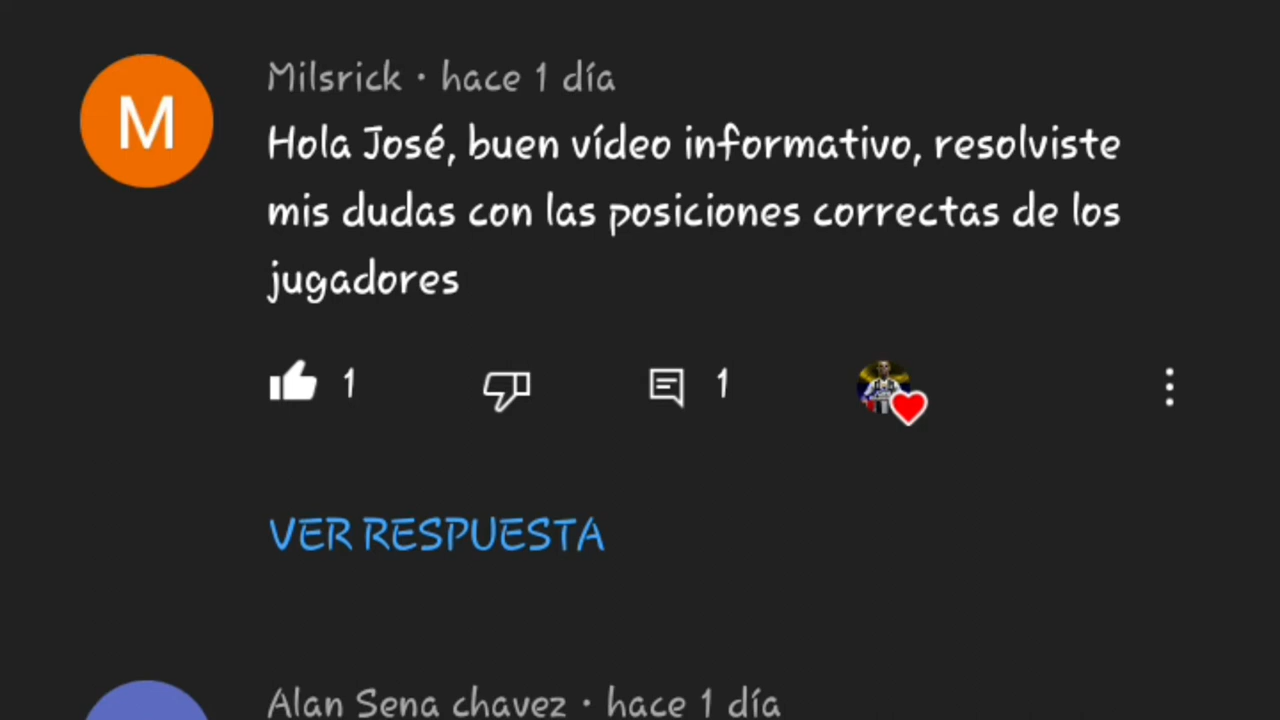 M
Milsrick • hace 1 día
Hola José, buen vídeo informativo, resolviste
mis dudas con las posiciones correctas de los
jugadores
1
1
VER RESPUESTA
Alan Sena chavez • hace 1 día